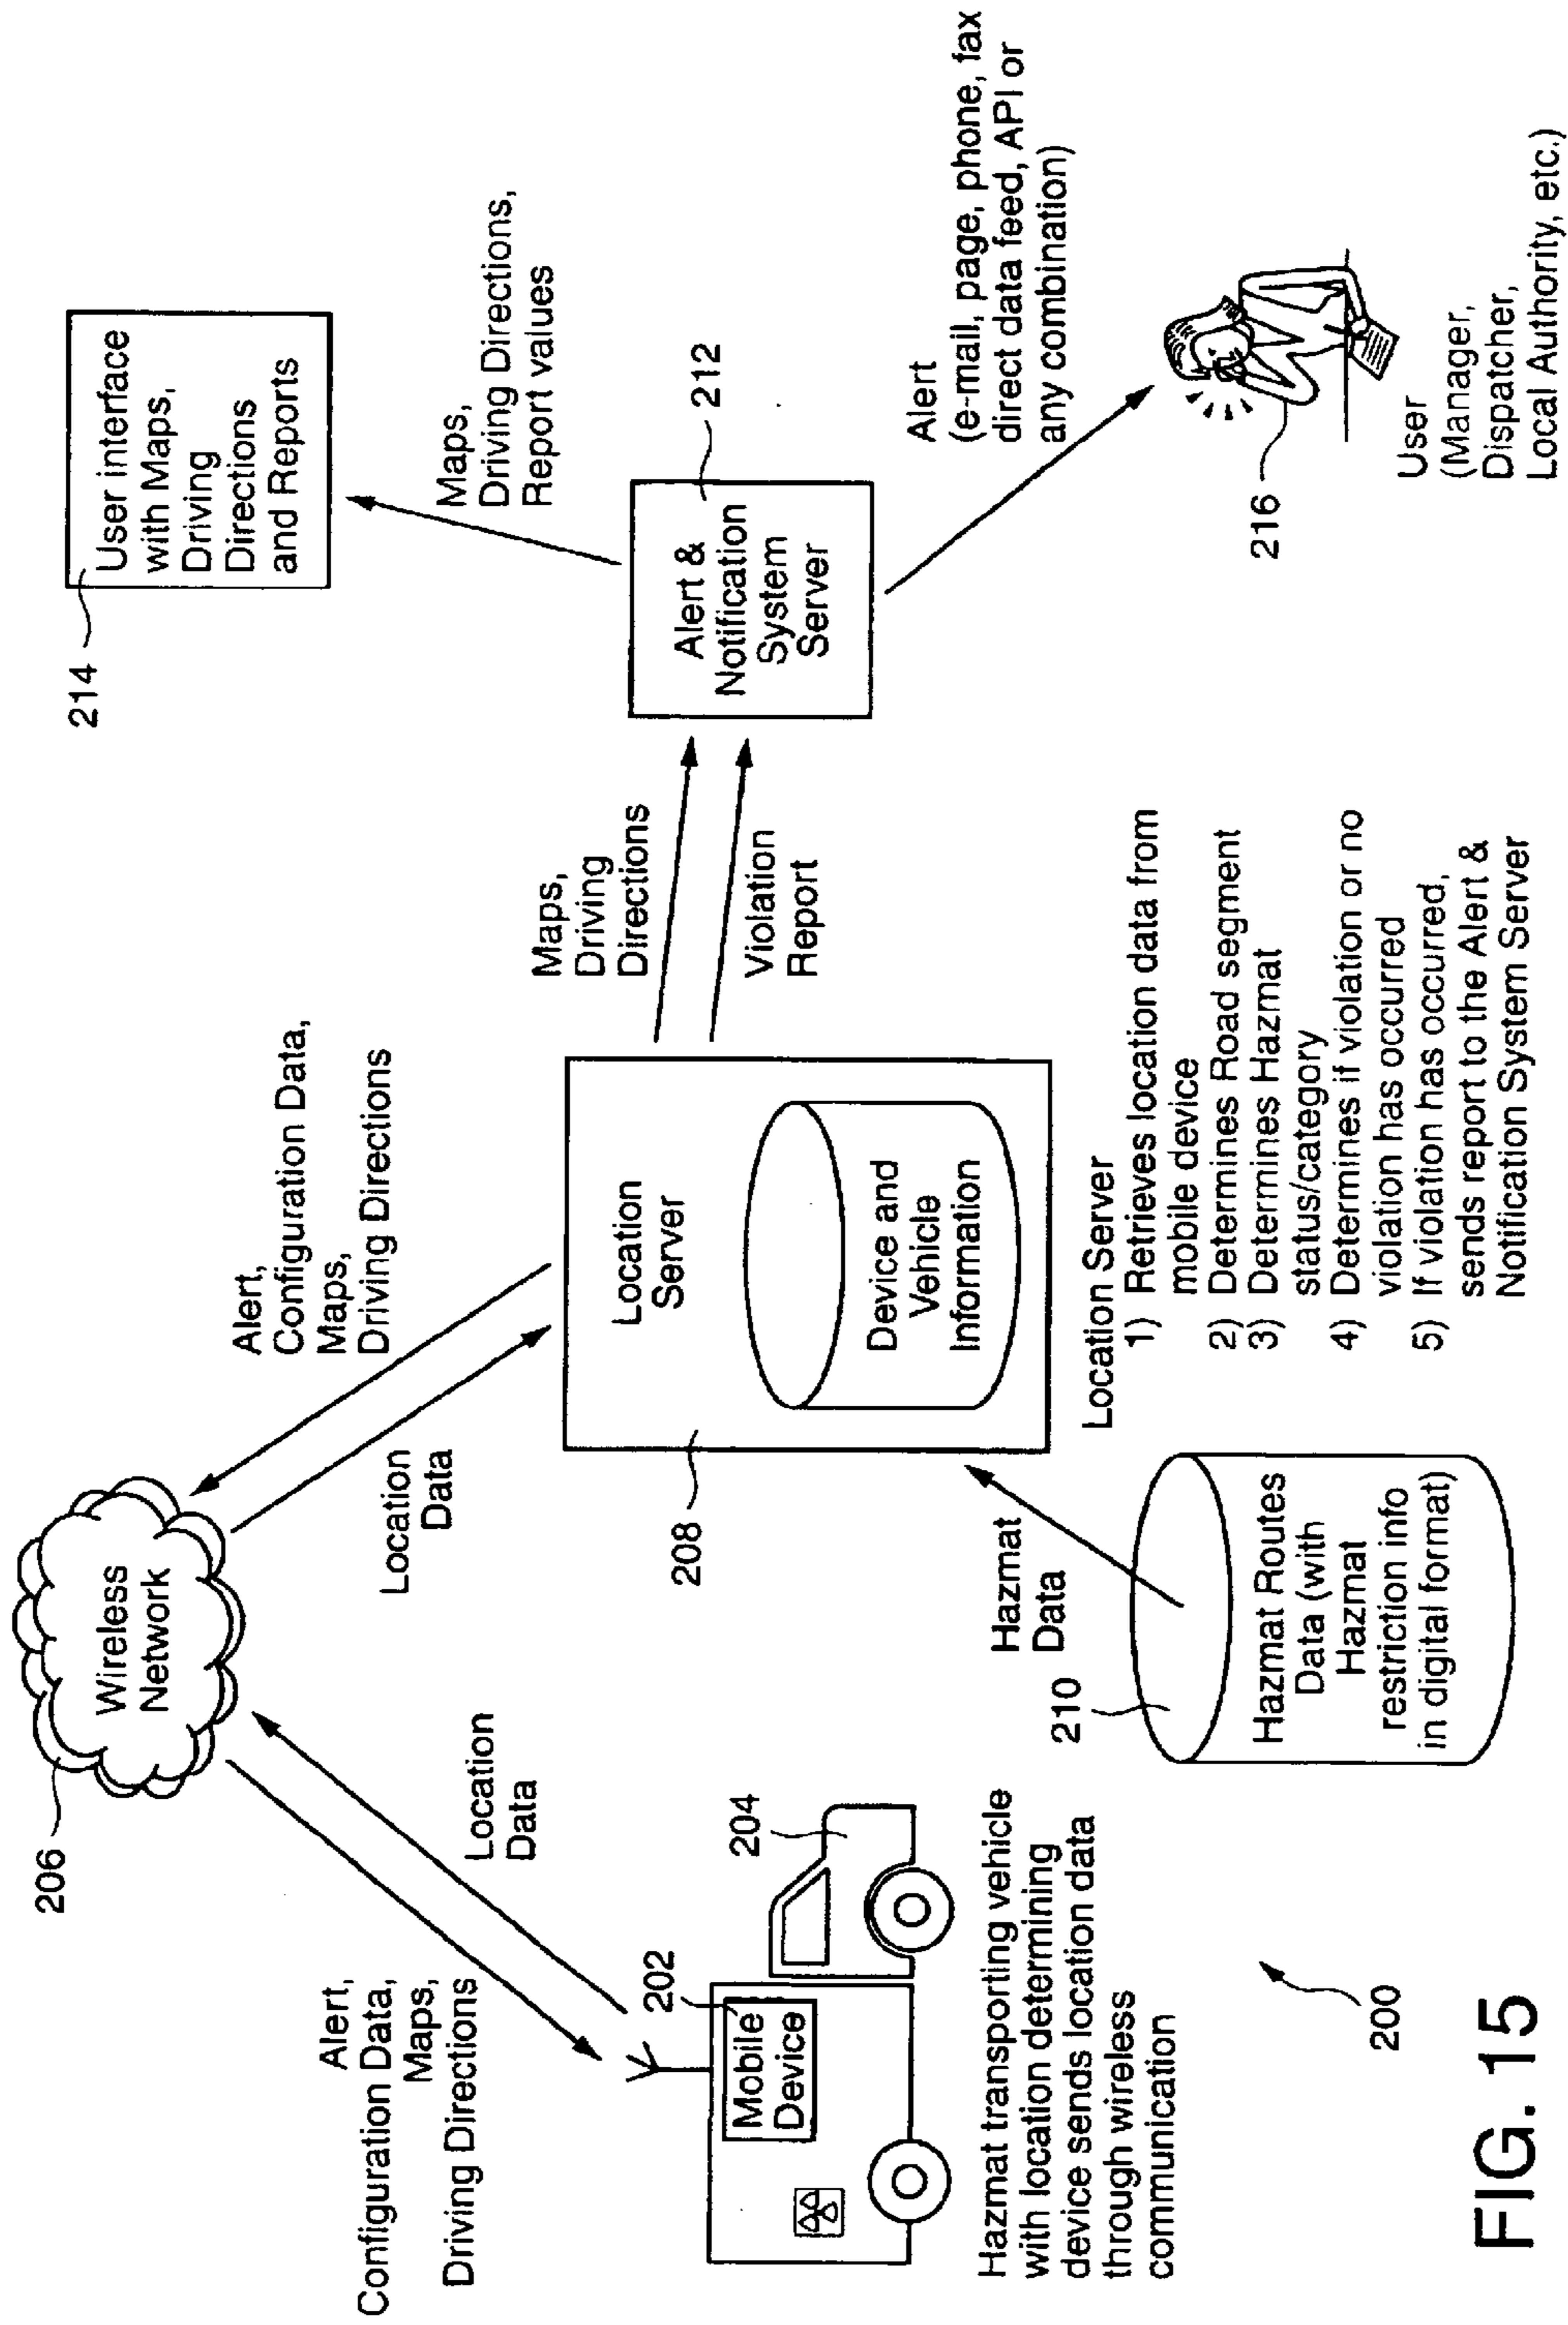 206
Wireless
Network
Alert,
Configuration Data,
Maps,
Driving Directions
Location
Data
Location
Data
Alert,
Configuration Data,
Maps,
Driving Directions
202
Mobile
Device
204
Hazmat transporting vehicle
with location determining
device sends location data
through wireless
communication
208
Location
Server
Device and
Vehicle
Information
Hazmat
Data
210
Hazmat Routes
Data (with
Hazmat
restriction info
in digital format)
Location Server
1) Retrieves location data from
mobile device
2) Determines Road segment
3) Determines Hazmat
status/category
4) Determines if violation or no
violation has occurred
5) If violation has occurred,
sends report to the Alert &
Notification System Server
Maps,
Driving
Directions
Violation
Report
212
Alert &
Notification
System
Server
214
User interface
with Maps,
Driving
Directions
and Reports
Maps,
Driving Directions,
Report values
Alert
(e-mail, page, phone, fax
direct data feed, API or
any combination)
216
User
(Manager,
Dispatcher,
Local Authority, etc.)
200
FIG. 15